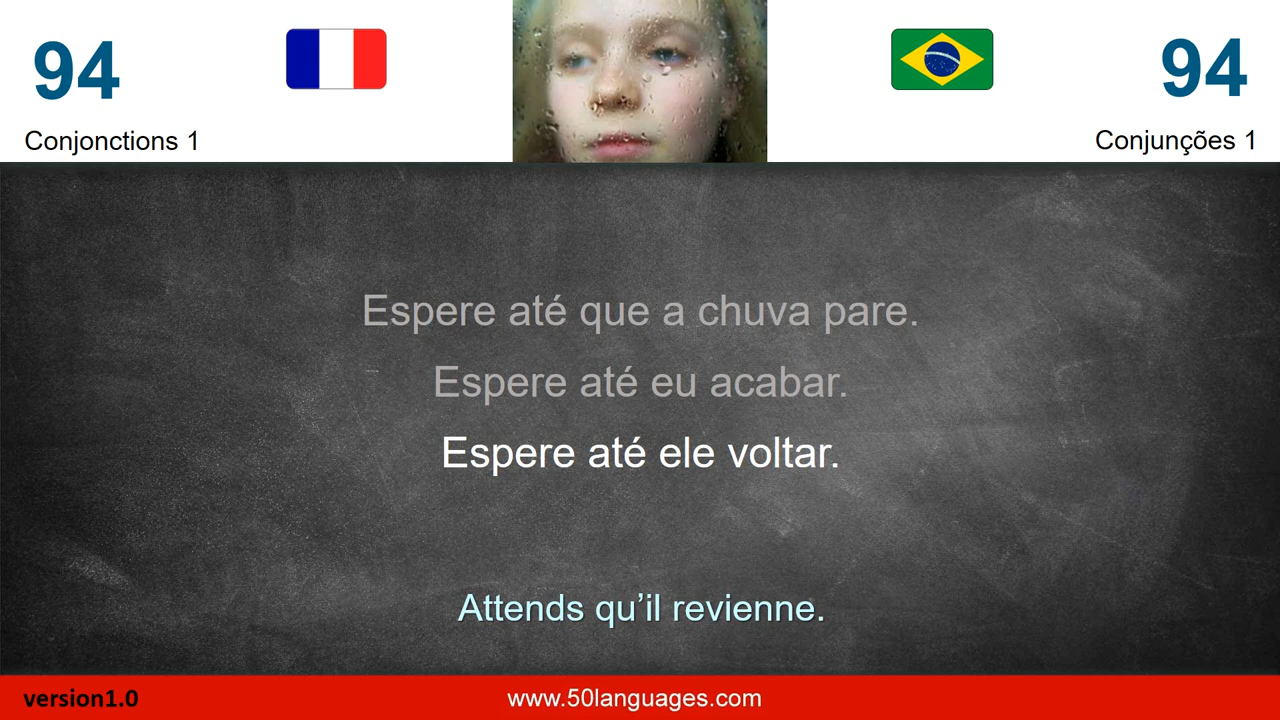 94
94
Conjonctions 1
Conjunções 1
Espere até que a chuva pare.
Espere até eu acabar.
Espere até ele voltar.
Attends qu’il revienne.
version1.0
www.50languages.com